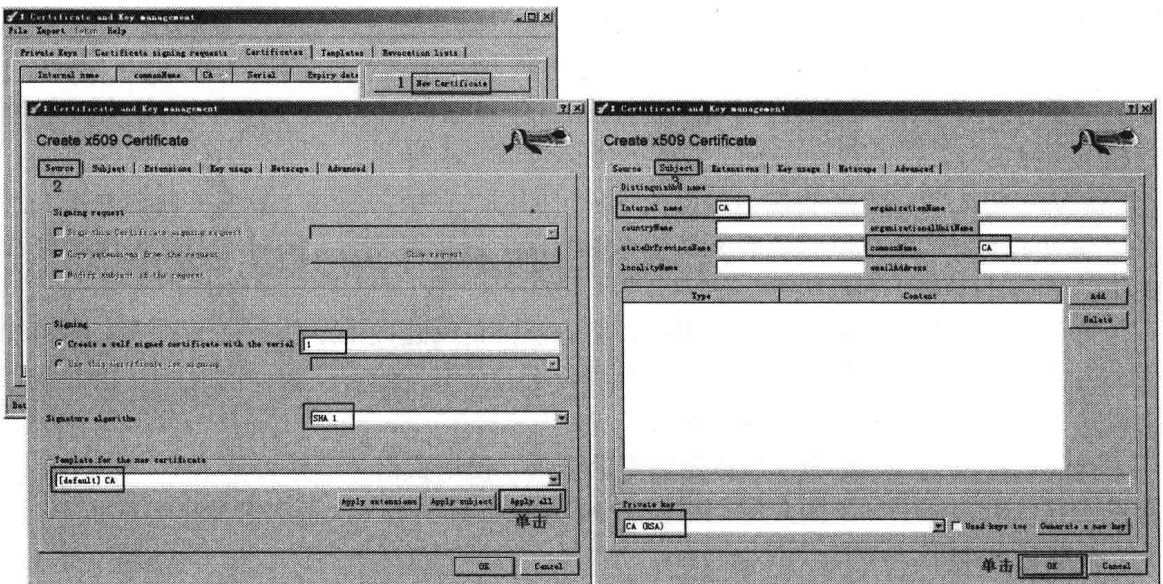 X Certificate and Key management
File Import Token Help
Private Keys Certificate signing requests Certificates Templates Revocation lists
Internal name commonName CA Serial Expiry date
1 New Certificate
X Certificate and Key management
Create x509 Certificate
Source Subject Extensions Key usage Netscape Advanced
2
Signing request
Sign this Certificate signing request
Copy extensions from the request
Show request
Modify subject of the request
Signing
Create a self signed certificate with the serial 1
Use this Certificate for signing
Signature algorithm SHA 1
Template for the new certificate
[default] CA
Apply extensions Apply subject Apply all
单击
OK Cancel
X Certificate and Key management
Create x509 Certificate
Source Subject Extensions Key usage Netscape Advanced
3
Distinguished name
Internal name CA organizationName
countryName organizationalUnitName
stateOrProvinceName commonName CA
localityName emailAddress
Type Content Add
Delete
Private key
CA (RSA) Used keys too Generate a new key
单击 OK Cancel